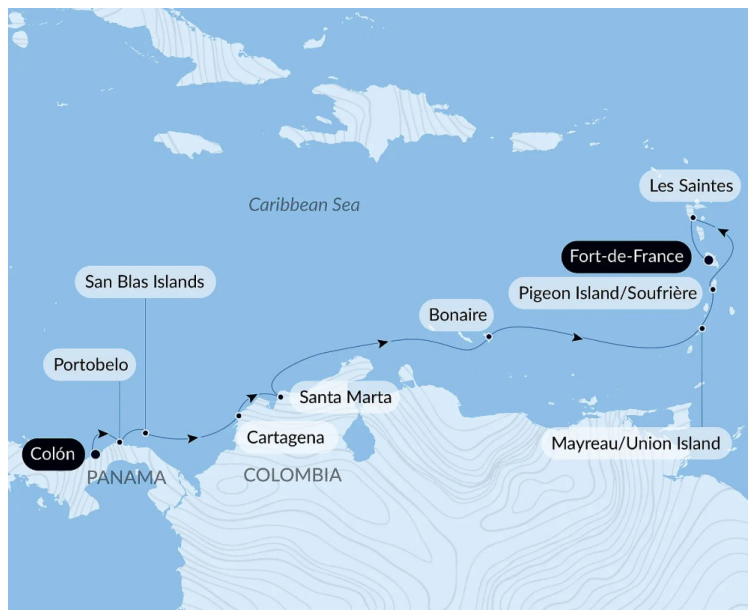 Les Saintes
Caribbean Sea
Fort-de-France
San Blas Islands
Pigeon Island/Soufrière
Bonaire
Portobelo
Santa Marta
Cartagena
Mayreau/Union Island
Colón
PANAMA
COLOMBIA